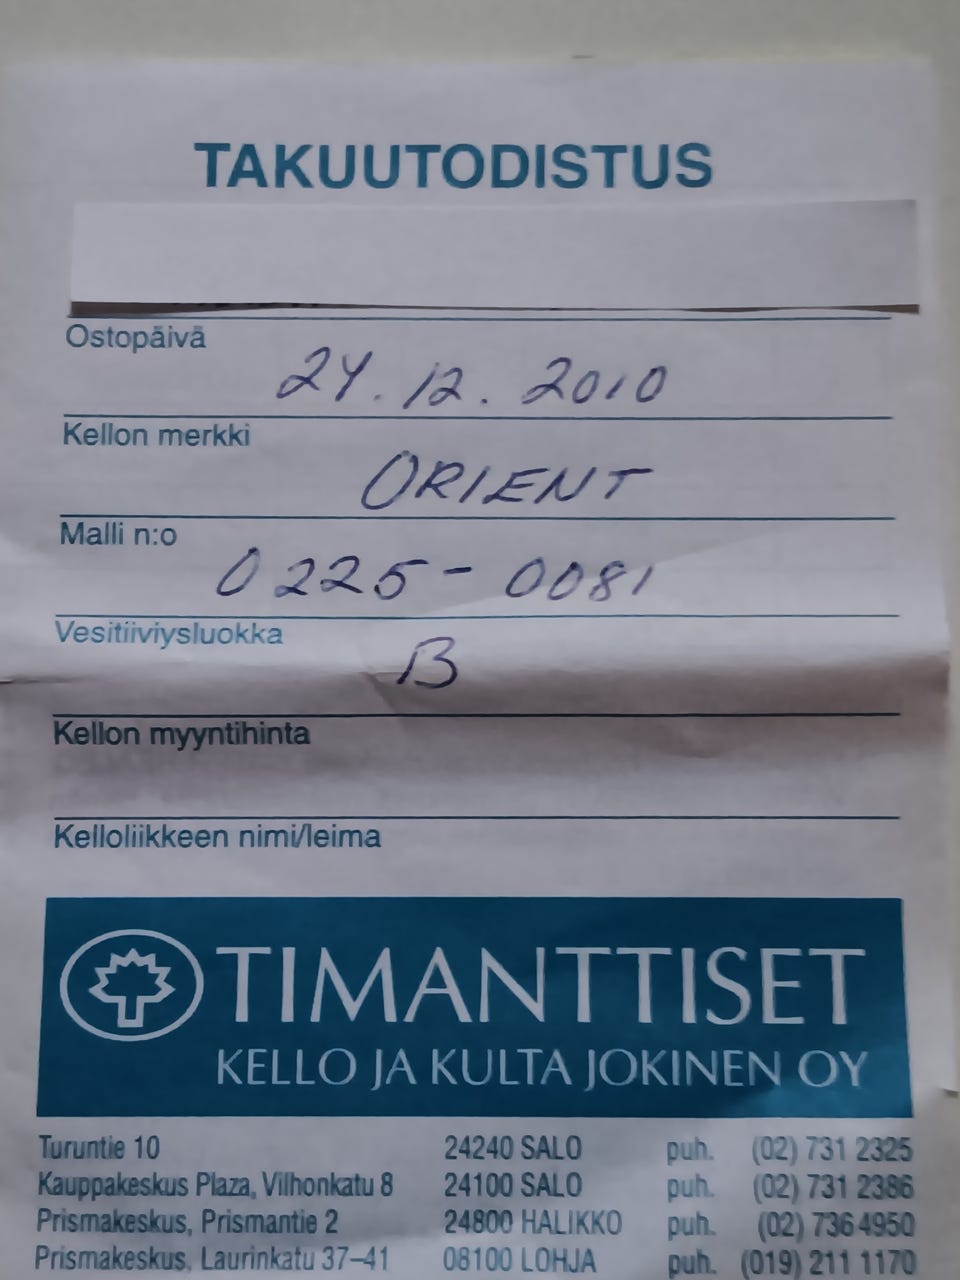 TAKUUTODISTUS
Ostopäivä
24.12.2010
Kellon merkki
ORIENT
Malli n:o
0225-0081
Vesitiiviysluokka
B
Kellon myyntihinta
Kelloliikkeen nimi/leima
TIMANTTISET
KELLO JA KULTA JOKINEN OY
Turuntie 10 24240 SALO puh. (02) 731 2325
Kauppakeskus Plaza, Vilhonkatu 8 24100 SALO puh. (02) 731 2386
Prismakeskus, Prismantie 2 24800 HALIKKO puh. (02) 736 4950
Prismakeskus, Laurinkatu 37–41 08100 LOHJA puh. (019) 211 1170